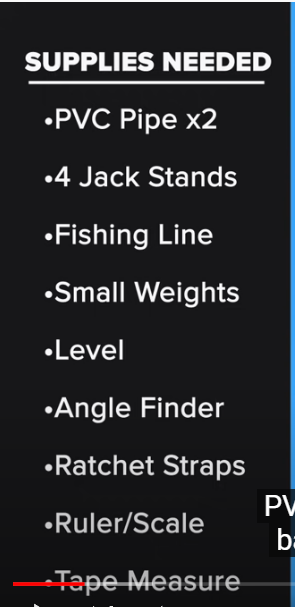 SUPPLIES NEEDED
•PVC Pipe x2
•4 Jack Stands
•Fishing Line
•Small Weights
•Level
•Angle Finder
•Ratchet Straps
•Ruler/Scale
•Tape Measure
PV
ba